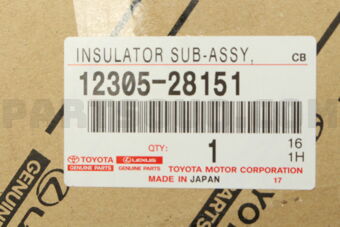 INSULATOR SUB-ASSY, CB
12305-28151
QTY: 1 16
1H
TOYOTA LEXUS
GENUINE PARTS GENUINE PARTS TOYOTA MOTOR CORPORATION
MADE IN JAPAN 17
GENUINE